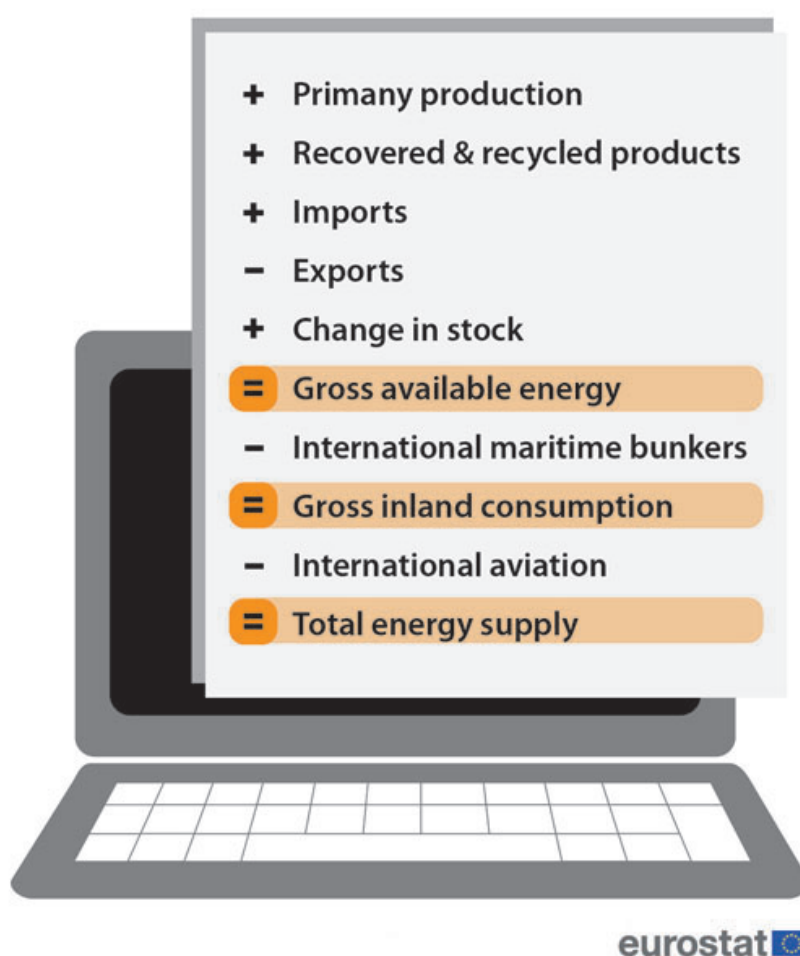 + Primany production
+ Recovered & recycled products
+ Imports
− Exports
+ Change in stock
= Gross available energy
− International maritime bunkers
= Gross inland consumption
− International aviation
= Total energy supply
eurostat